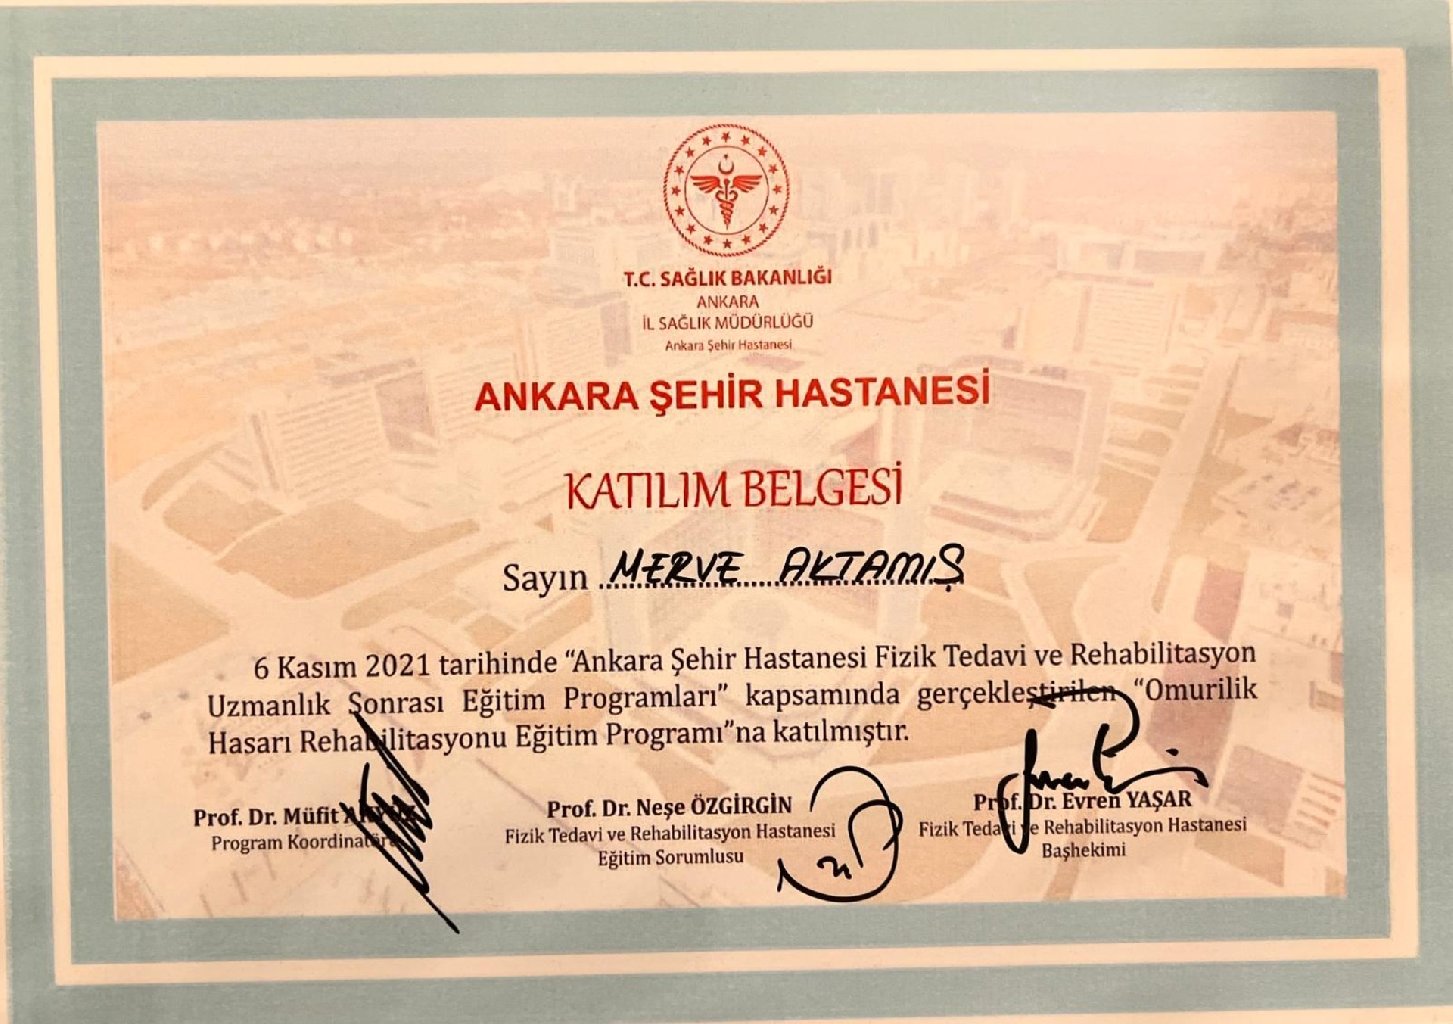 T.C. SAĞLIK BAKANLIĞI
ANKARA
İL SAĞLIK MÜDÜRLÜĞÜ
Ankara Şehir Hastanesi
ANKARA ŞEHİR HASTANESİ
KATILIM BELGESİ
Sayın MERVE AKTAMIŞ
6 Kasım 2021 tarihinde “Ankara Şehir Hastanesi Fizik Tedavi ve Rehabilitasyon
Uzmanlık Sonrası Eğitim Programları” kapsamında gerçekleştirilen “Omurilik
Hasarı Rehabilitasyonu Eğitim Programı”na katılmıştır.
Prof. Dr. Müfit
Program Koordinatörü
Prof. Dr. Neşe ÖZGİRGİN
Fizik Tedavi ve Rehabilitasyon Hastanesi
Eğitim Sorumlusu
Prof. Dr. Evren YAŞAR
Fizik Tedavi ve Rehabilitasyon Hastanesi
Başhekimi